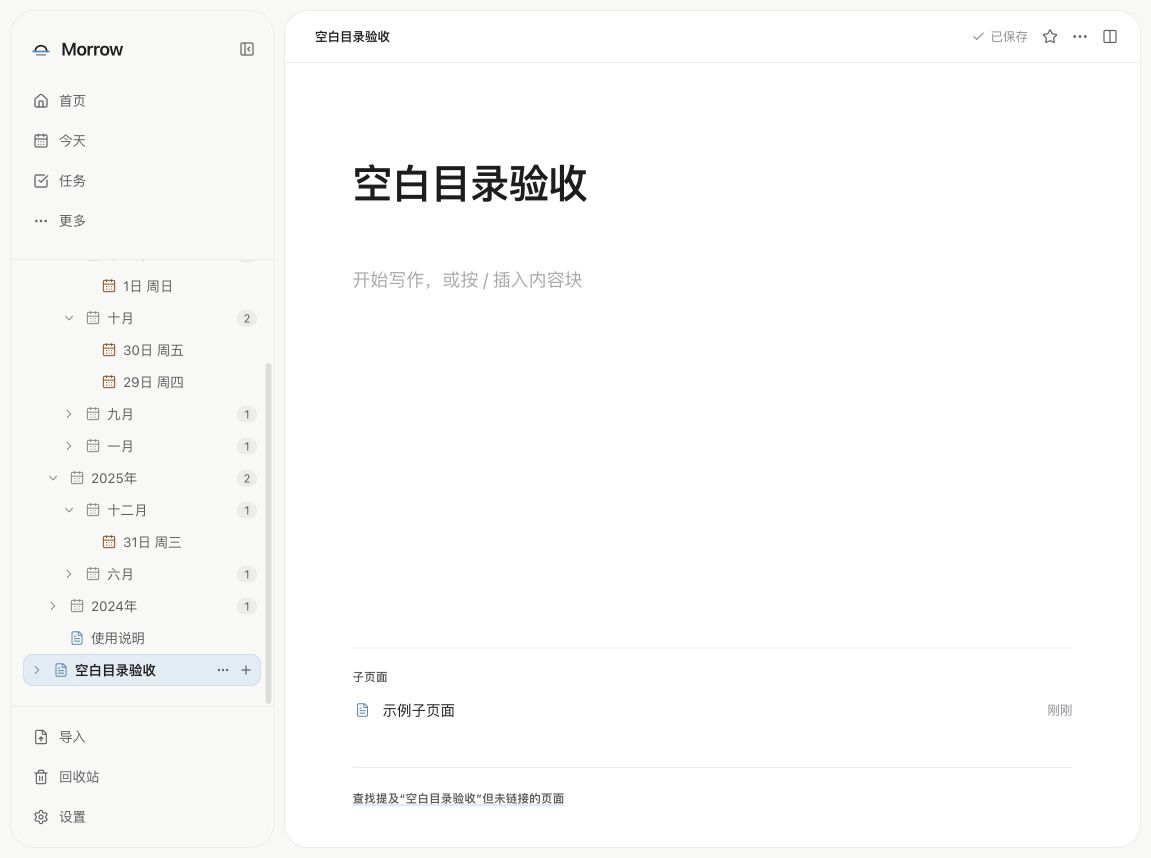 Morrow
首页
今天
任务
更多
1日 周日
十月 2
30日 周五
29日 周四
九月 1
一月 1
2025年 2
十二月 1
31日 周三
六月 1
2024年 1
使用说明
空白目录验收
导入
回收站
设置
空白目录验收 已保存
空白目录验收
开始写作，或按 / 插入内容块
子页面
示例子页面 刚刚
查找提及“空白目录验收”但未链接的页面